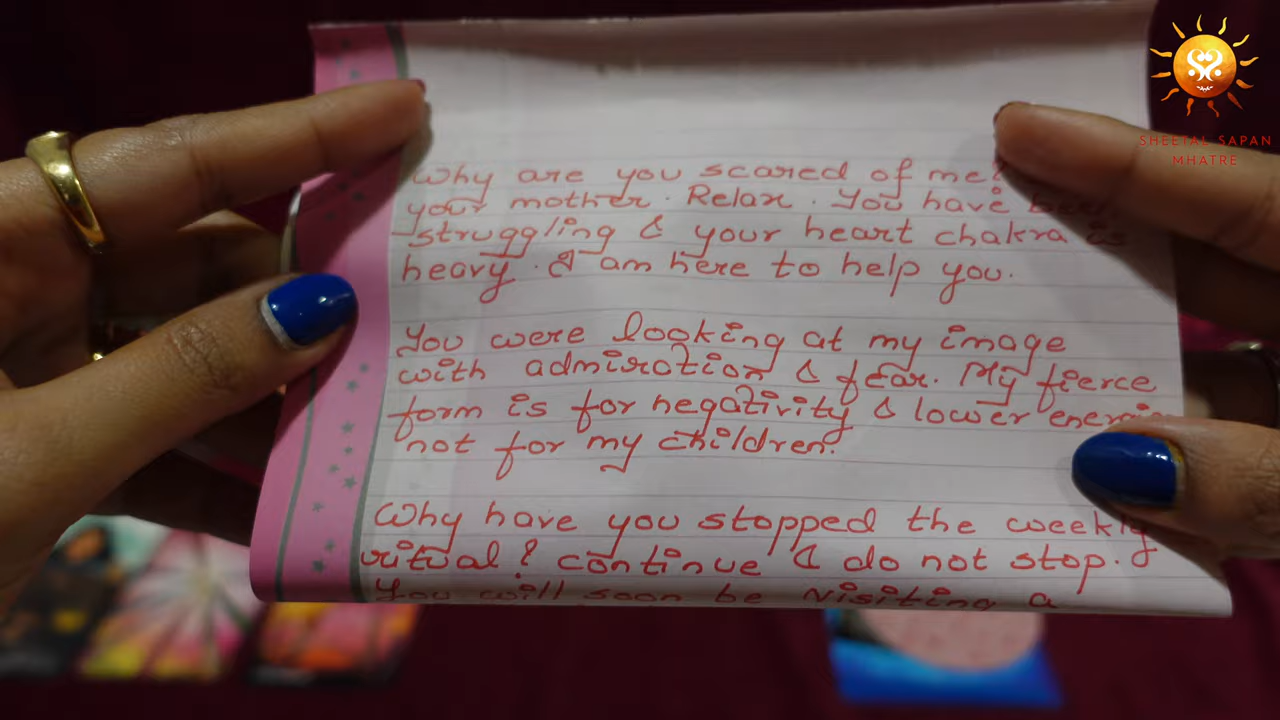 Why are you scared of me?
your mother. Relax. You have been
struggling & your heart chakra is
heavy. I am here to help you.
You were looking at my image
with admiration & fear. My fierce
form is for negativity & lower
not for my children.
Why have you stopped the weekly
ritual? Continue & do not stop.
You will soon be visiting a
SHEETAL SAPAN
MHATRE